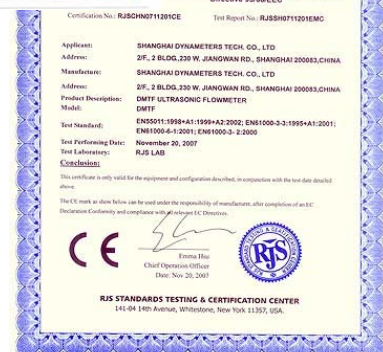 Certification No.: RJSCHN0711201CE Test Report No.: RJSSH0711201EMC
Applicant: SHANGHAI DYNAMETERS TECH. CO., LTD
Address: 2/F., 2 BLDG.,230 W, JIANGWAN RD., SHANGHAI 200083,CHINA
Manufacture: SHANGHAI DYNAMETERS TECH. CO., LTD
Address: 2/F., 2 BLDG.,230 W, JIANGWAN RD., SHANGHAI 200083,CHINA
Product Description: DMTF ULTRASONIC FLOWMETER
Model: DMTF
Test Standard: EN55011:1998+A1:1999+A2:2002; EN61000-3-3:1995+A1:2001;
EN61000-6-1:2001; EN61000-3- 2:2000
Test Performing Date: November 20, 2007
Test Laboratory: RJS LAB
Conclusion:
This certificate is only valid for the equipment and configuration described, in conjunction with the test date detailed
above.
The CE mark as show below can be used under the responsibility of manufacturer, after completion of an EC
Declaration Conformity and compliance with all relevant EC Directives.
CE
Emma Hsu
Chief Operation Officer
Date: Nov 20, 2007
RJS
RJS STANDARDS TESTING & CERTIFICATION CENTER
141-04 14th Avenue, Whitestone, New York 11357, USA.